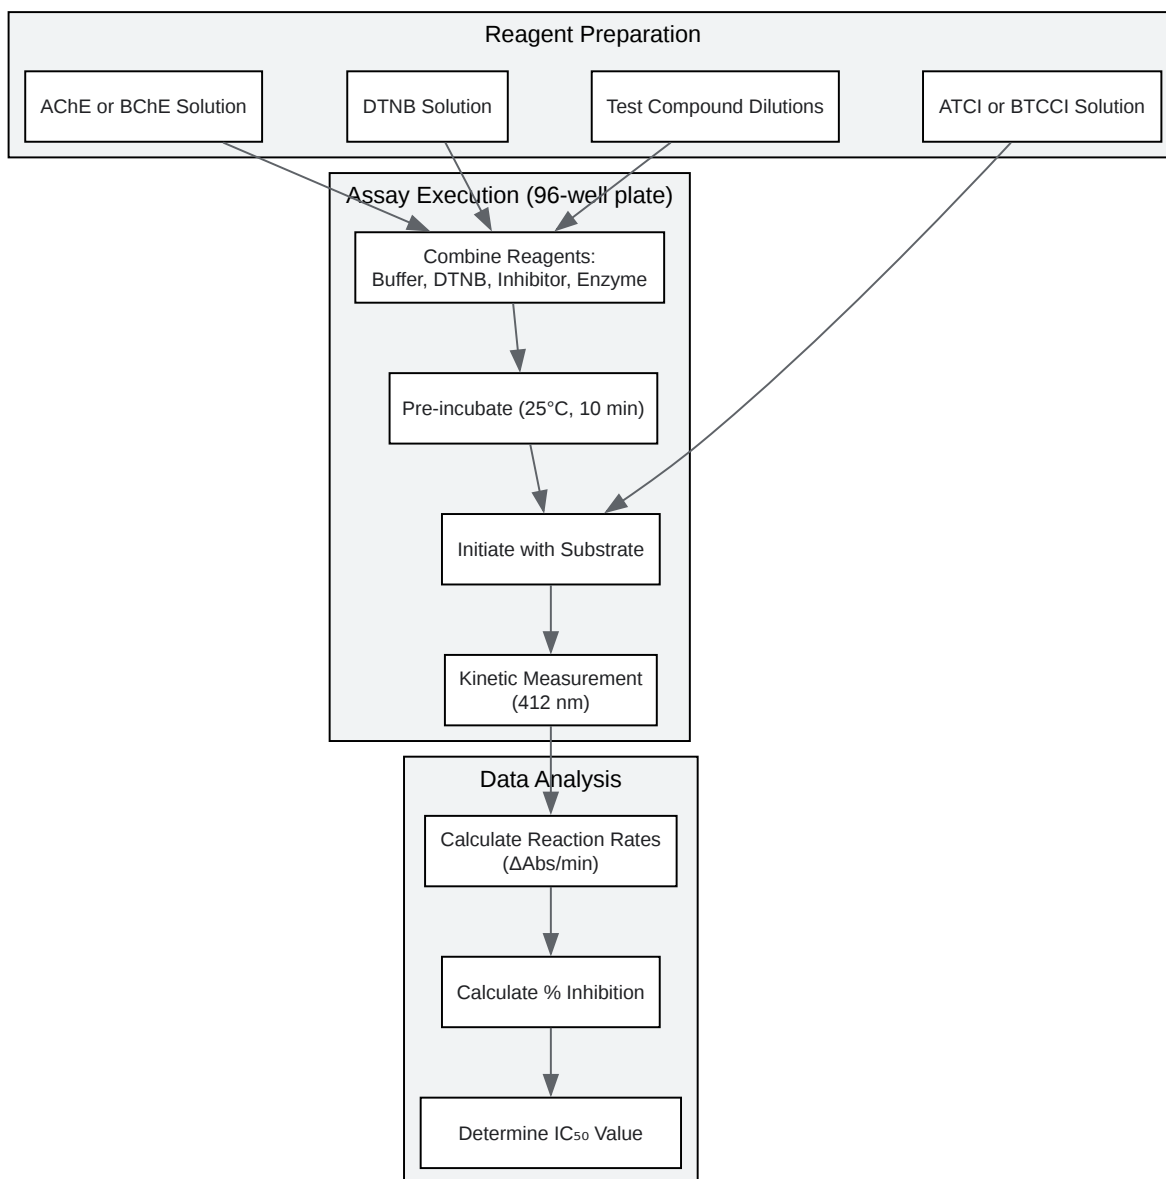 Reagent Preparation
AChE or BChE Solution
DTNB Solution
Test Compound Dilutions
ATCI or BTCCI Solution
Assay Execution (96-well plate)
Combine Reagents:
Buffer, DTNB, Inhibitor, Enzyme
Pre-incubate (25°C, 10 min)
Initiate with Substrate
Kinetic Measurement
(412 nm)
Data Analysis
Calculate Reaction Rates
(ΔAbs/min)
Calculate % Inhibition
Determine IC₅₀ Value